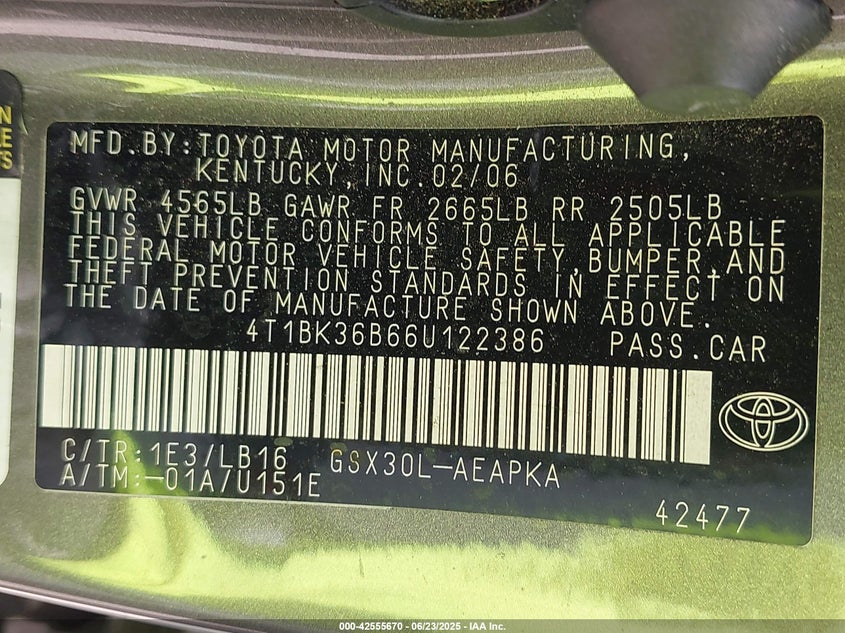 N
LE
TS
MFD.BY:TOYOTA MOTOR MANUFACTURING,
KENTUCKY,INC.02/06
GVWR 4565LB GAWR FR 2665LB RR 2505LB
THIS VEHICLE CONFORMS TO ALL APPLICABLE
FEDERAL MOTOR VEHICLE SAFETY,BUMPER,AND
THEFT PREVENTION STANDARDS IN EFFECT ON
THE DATE OF MANUFACTURE SHOWN ABOVE.
4T1BK36B66U122386 PASS.CAR
C/TR:1E3/LB16 GSX30L-AEAPKA
A/TM:-01A/U151E
42477
000-42555670 - 06/23/2025 - IAA Inc.